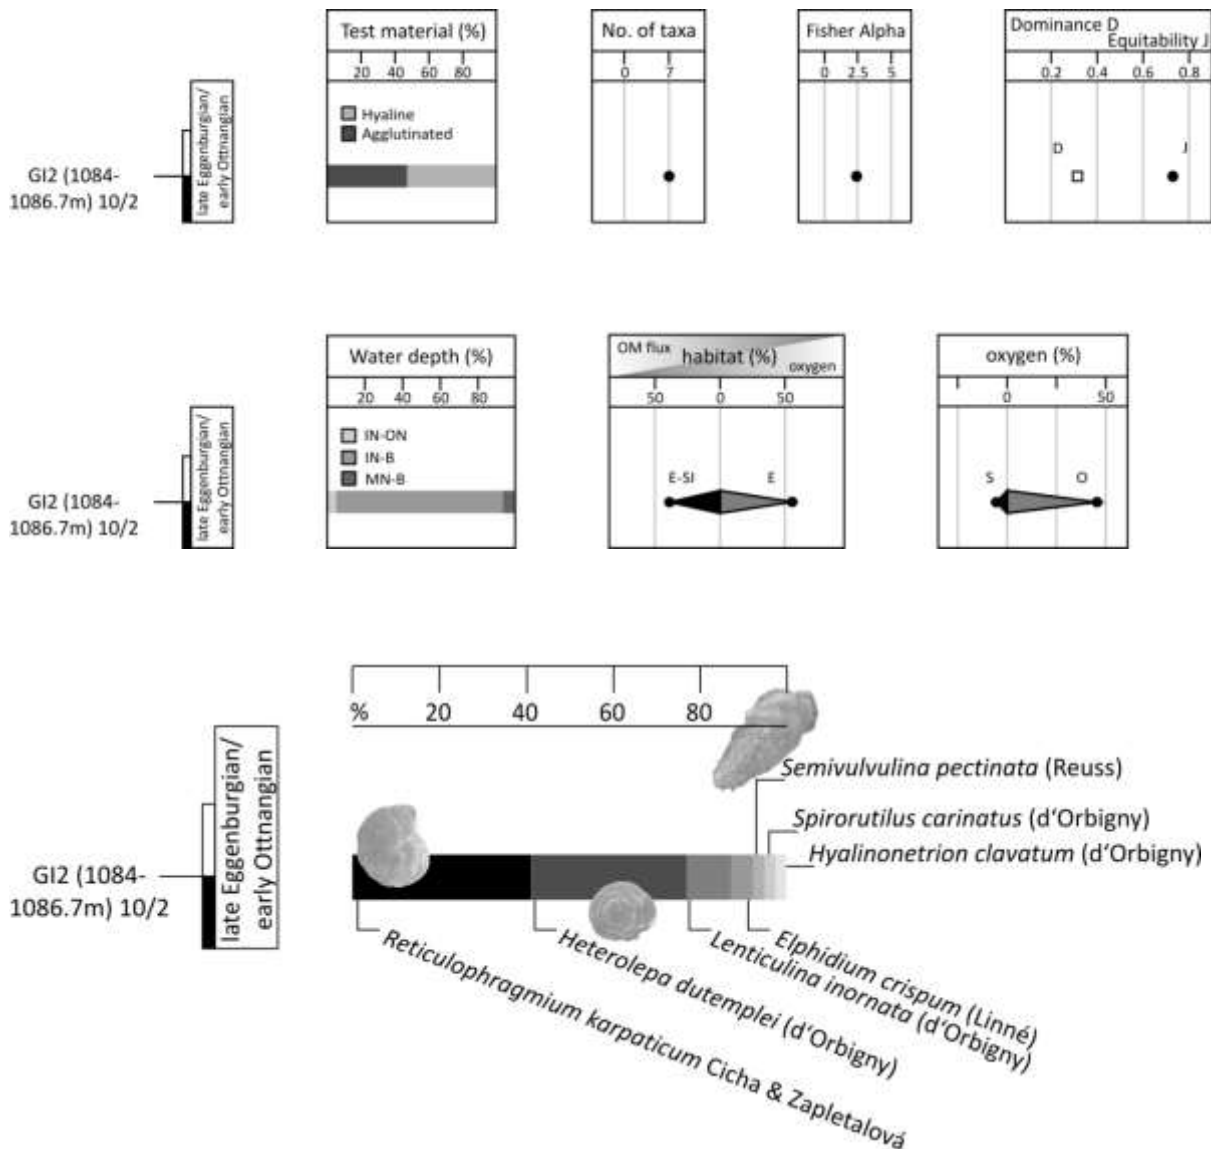 Test material (%)
20 40 60 80
Hyaline
Agglutinated
No. of taxa
0 7
Fisher Alpha
0 2.5 5
Dominance D
Equitability J
0.2 0.4 0.6 0.8
D J
GI2 (1084-
1086.7m) 10/2
late Eggenburgian/
early Ottnangian
Water depth (%)
20 40 60 80
IN-ON
IN-B
MN-B
OM flux
habitat (%)
oxygen
50 0 50
E-SI E
oxygen (%)
0 50
S O
GI2 (1084-
1086.7m) 10/2
late Eggenburgian/
early Ottnangian
% 20 40 60 80
Semivulvulina pectinata (Reuss)
Spirorutilus carinatus (d‘Orbigny)
Hyalinonetrion clavatum (d‘Orbigny)
GI2 (1084-
1086.7m) 10/2
late Eggenburgian/
early Ottnangian
Reticulophragmium karpaticum Cicha & Zapletalová
Heterolepa dutemplei (d‘Orbigny)
Lenticulina inornata (d‘Orbigny)
Elphidium crispum (Linné)